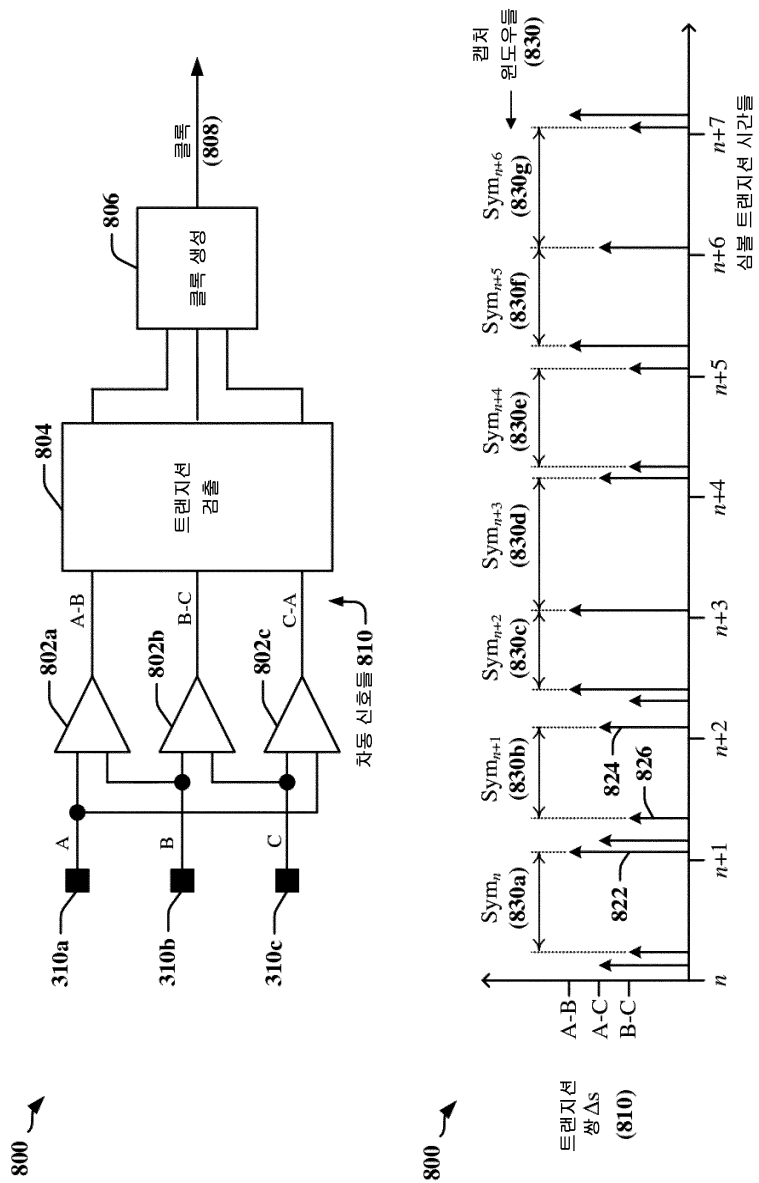 800
310a
310b
310c
A
B
C
802a
802b
802c
A-B
B-C
C-A
차동 신호들 810
804
트랜지션
검출
806
클록 생성
클록
(808)
800
트랜지션
쌍 Δs
(810)
A-B
A-C
B-C
Symₙ
(830a)
Symₙ₊₁
(830b)
Symₙ₊₂
(830c)
Symₙ₊₃
(830d)
Symₙ₊₄
(830e)
Symₙ₊₅
(830f)
Symₙ₊₆
(830g)
캡처
윈도우들
(830)
822
824
826
n
n+1
n+2
n+3
n+4
n+5
n+6
n+7
심볼 트랜지션 시간들